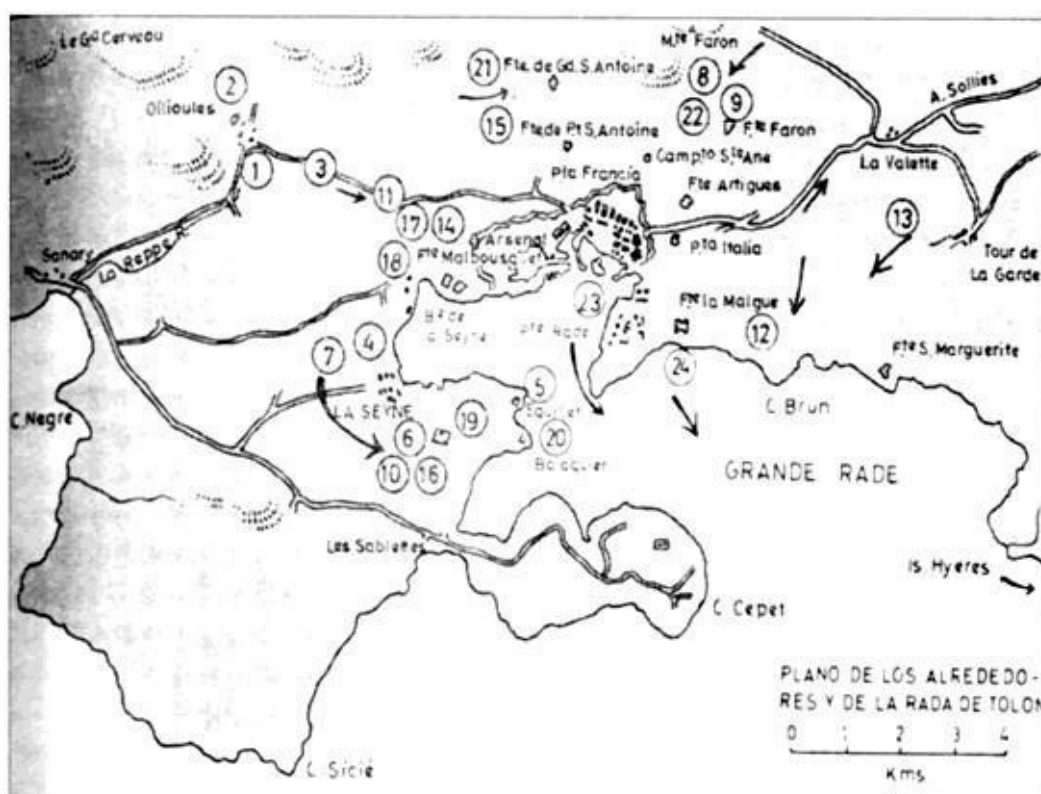 Le Gd Cerveau
Mte Faron
21
Fte. de Gd. S. Antoine
2
8
9
A. Sollies
Ollioules
15
Fte de Pt S. Antoine
22
Fte Faron
Campto Ste Ane
La Valette
1
3
Pta Francia
Fte Artigues
11
13
17
14
Arsenal
Pta Italia
Tour de
La Garde
Sanary
La Reppe
18
Fte Malbousquet
23
Fte la Malgue
Bª de
la Seyne
Pte Rade
12
7
4
Fte S. Marguerite
24
5
C. Negre
LA SEYNE
C. Brun
19
6
20
Balaguier
10
16
GRANDE RADE
Les Sablettes
Is. Hyeres
C. Cepet
PLANO DE LOS ALREDEDO-
RES Y DE LA RADA DE TOLON
0 1 2 3 4
Kms
C. Sicié